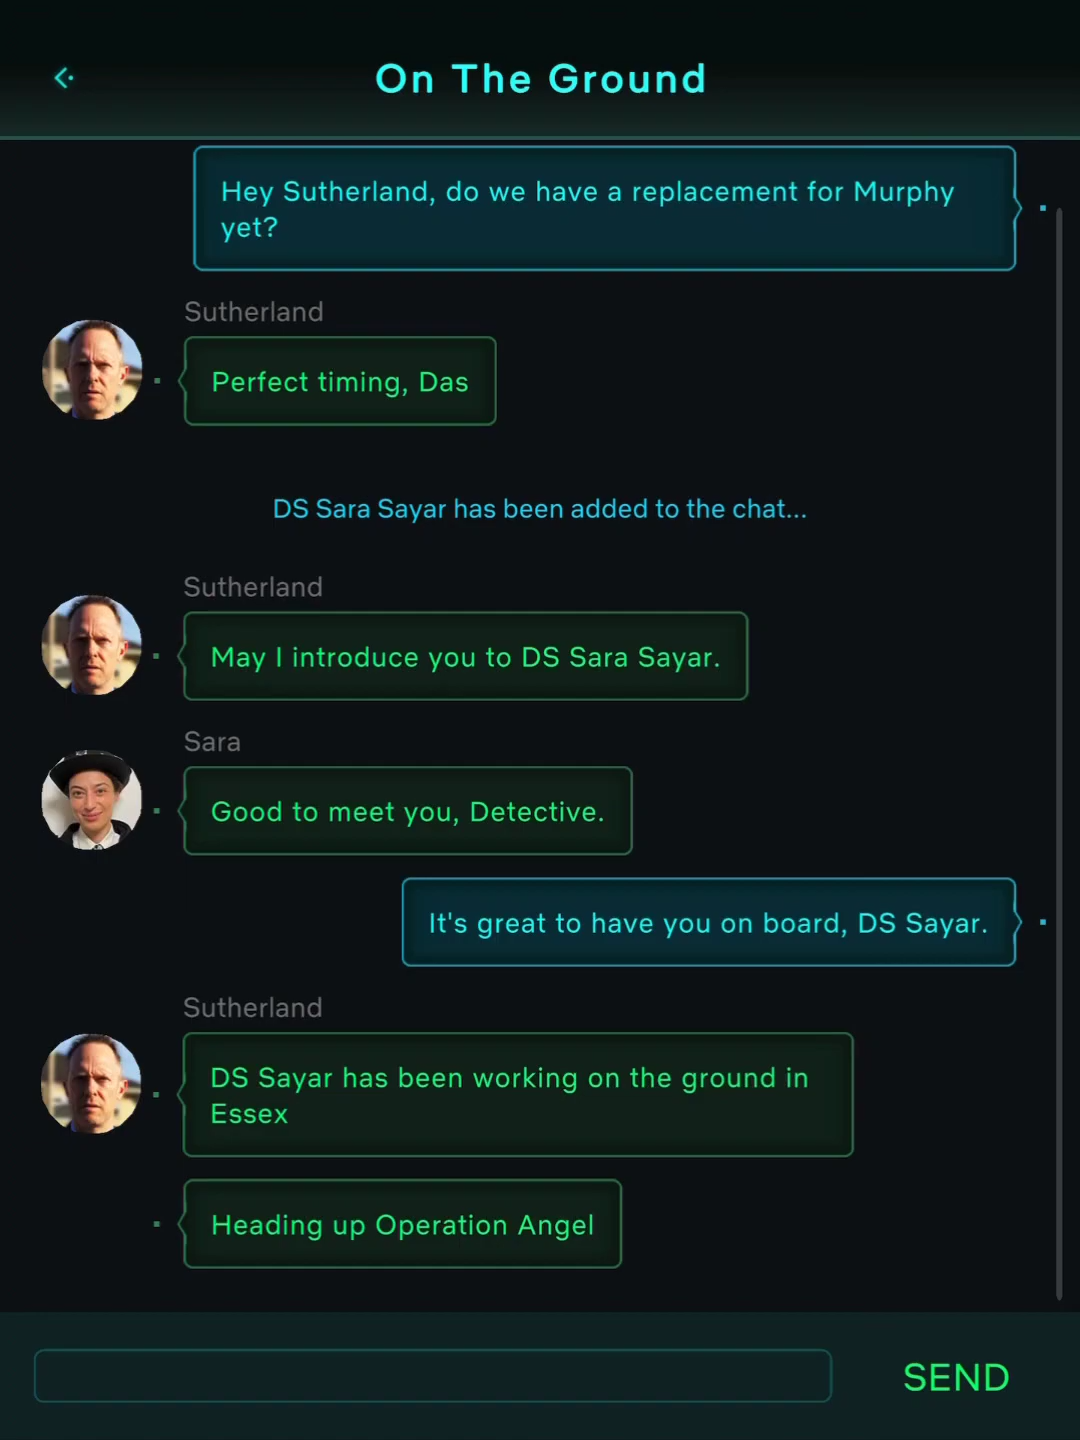 On The Ground
Hey Sutherland, do we have a replacement for Murphy
yet?
Sutherland
Perfect timing, Das
DS Sara Sayar has been added to the chat...
Sutherland
May I introduce you to DS Sara Sayar.
Sara
Good to meet you, Detective.
It's great to have you on board, DS Sayar.
Sutherland
DS Sayar has been working on the ground in
Essex
Heading up Operation Angel
SEND